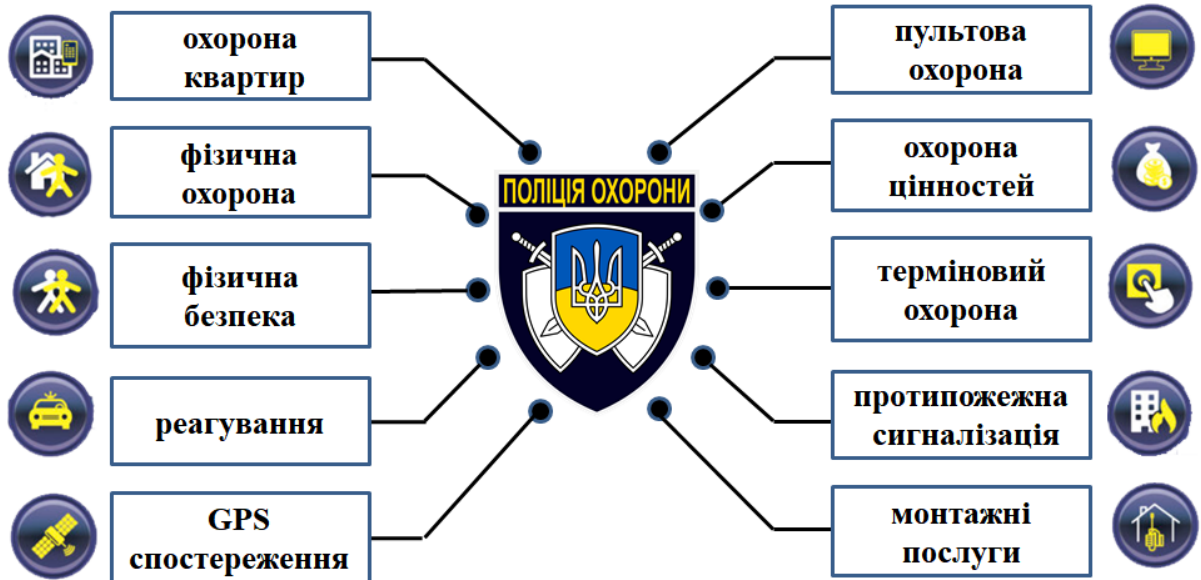 охорона
квартир
фізична
охорона
фізична
безпека
реагування
GPS
спостереження
ПОЛІЦІЯ ОХОРОНИ
пультова
охорона
охорона
цінностей
терміновий
охорона
протипожежна
сигналізація
монтажні
послуги